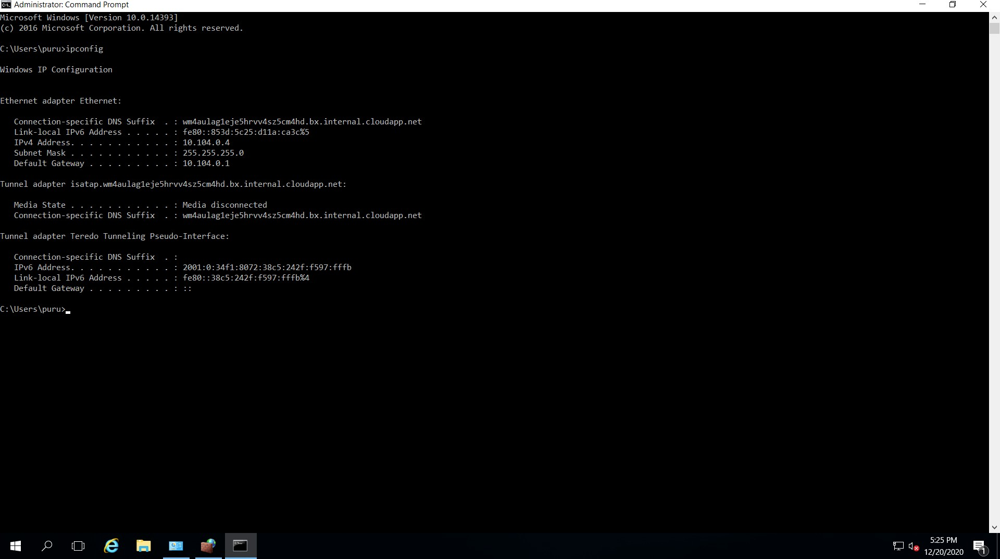 Administrator: Command Prompt
Microsoft Windows [Version 10.0.14393]
(c) 2016 Microsoft Corporation. All rights reserved.
C:\Users\puru>ipconfig
Windows IP Configuration
Ethernet adapter Ethernet:
   Connection-specific DNS Suffix  . : wm4aulag1eje5hrvv4sz5cm4hd.bx.internal.cloudapp.net
   Link-local IPv6 Address . . . . . : fe80::853d:5c25:d11a:ca3c%5
   IPv4 Address. . . . . . . . . . . : 10.104.0.4
   Subnet Mask . . . . . . . . . . . : 255.255.255.0
   Default Gateway . . . . . . . . . : 10.104.0.1
Tunnel adapter isatap.wm4aulag1eje5hrvv4sz5cm4hd.bx.internal.cloudapp.net:
   Media State . . . . . . . . . . . : Media disconnected
   Connection-specific DNS Suffix  . : wm4aulag1eje5hrvv4sz5cm4hd.bx.internal.cloudapp.net
Tunnel adapter Teredo Tunneling Pseudo-Interface:
   Connection-specific DNS Suffix  . :
   IPv6 Address. . . . . . . . . . . : 2001:0:34f1:8072:38c5:242f:f597:fffb
   Link-local IPv6 Address . . . . . : fe80::38c5:242f:f597:fffb%4
   Default Gateway . . . . . . . . . : ::
C:\Users\puru>
5:25 PM
12/20/2020
1